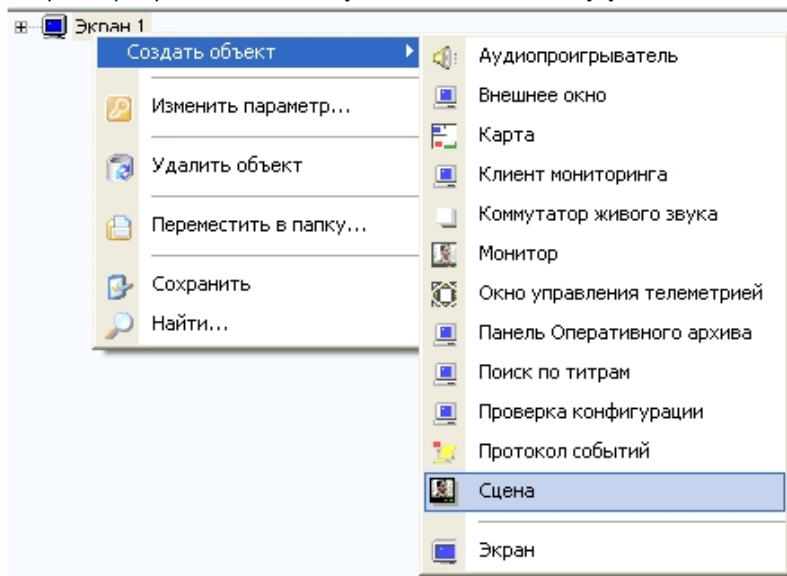 Экран 1
Создать объект
Изменить параметр...
Удалить объект
Переместить в папку...
Сохранить
Найти...
Аудиопроигрыватель
Внешнее окно
Карта
Клиент мониторинга
Коммутатор живого звука
Монитор
Окно управления телеметрией
Панель Оперативного архива
Поиск по титрам
Проверка конфигурации
Протокол событий
Сцена
Экран